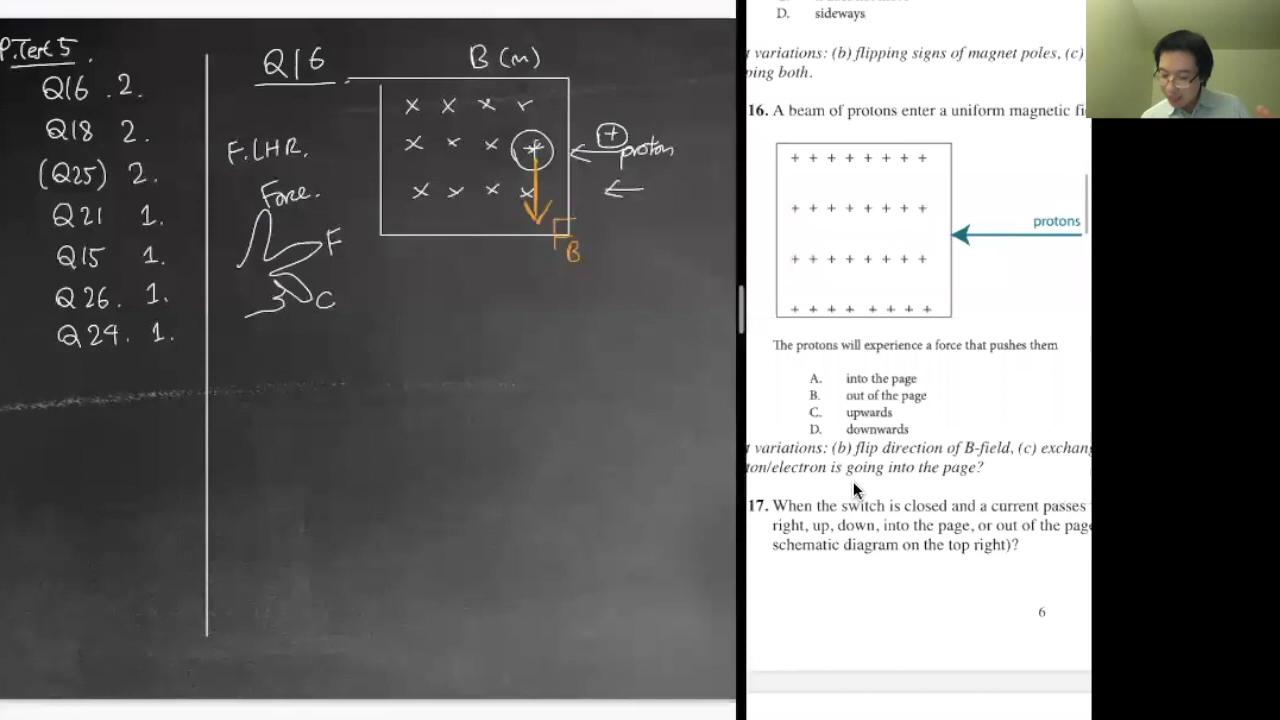 P.Test 5.
Q16 . 2.
Q18 2.
(Q25) 2.
Q21 1.
Q15 1.
Q26. 1.
Q24. 1.
Q16
B (in)
x x x x
x x x +
x x x x
+
proton
F.LHR.
Force.
F
C
F
B
D. sideways
variations: (b) flipping signs of magnet poles, (c)
ping both.
16. A beam of protons enter a uniform magnetic fi
+ + + + + + + +
+ + + + + + + +
protons
+ + + + + + + +
+ + + + + + + +
The protons will experience a force that pushes them
A. into the page
B. out of the page
C. upwards
D. downwards
variations: (b) flip direction of B-field, (c) exchan
ton/electron is going into the page?
17. When the switch is closed and a current passes
right, up, down, into the page, or out of the pag
schematic diagram on the top right)?
6